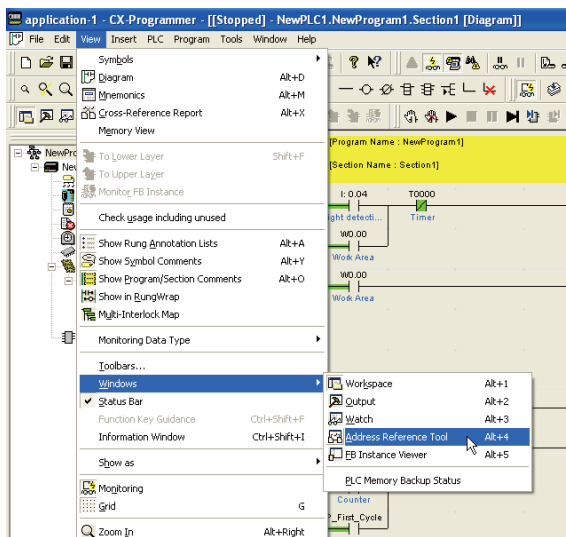 application-1 - CX-Programmer - [[Stopped] - NewPLC1.NewProgram1.Section1 [Diagram]]
File Edit View Insert PLC Program Tools Window Help
Symbols
Diagram Alt+D
Mnemonics Alt+M
Cross-Reference Report Alt+X
Memory View
To Lower Layer Shift+F
To Upper Layer
Monitor FB Instance
Check usage including unused
Show Rung Annotation Lists Alt+A
Show Symbol Comments Alt+Y
Show Program/Section Comments Alt+O
Show in RungWrap
Multi-Interlock Map
Monitoring Data Type
Toolbars...
Windows
Status Bar
Function Key Guidance Ctrl+Shift+F
Information Window Ctrl+Shift+I
Show as
Monitoring
Grid G
Zoom In Alt+Right
Workspace Alt+1
Output Alt+2
Watch Alt+3
Address Reference Tool Alt+4
FB Instance Viewer Alt+5
PLC Memory Backup Status
NewPro
Ne
[Program Name : NewProgram1]
[Section Name : Section1]
I: 0.04 T0000
ght detecti... Timer
W0.00
Work Area
W0.00
Work Area
Counter
P_First_Cycle